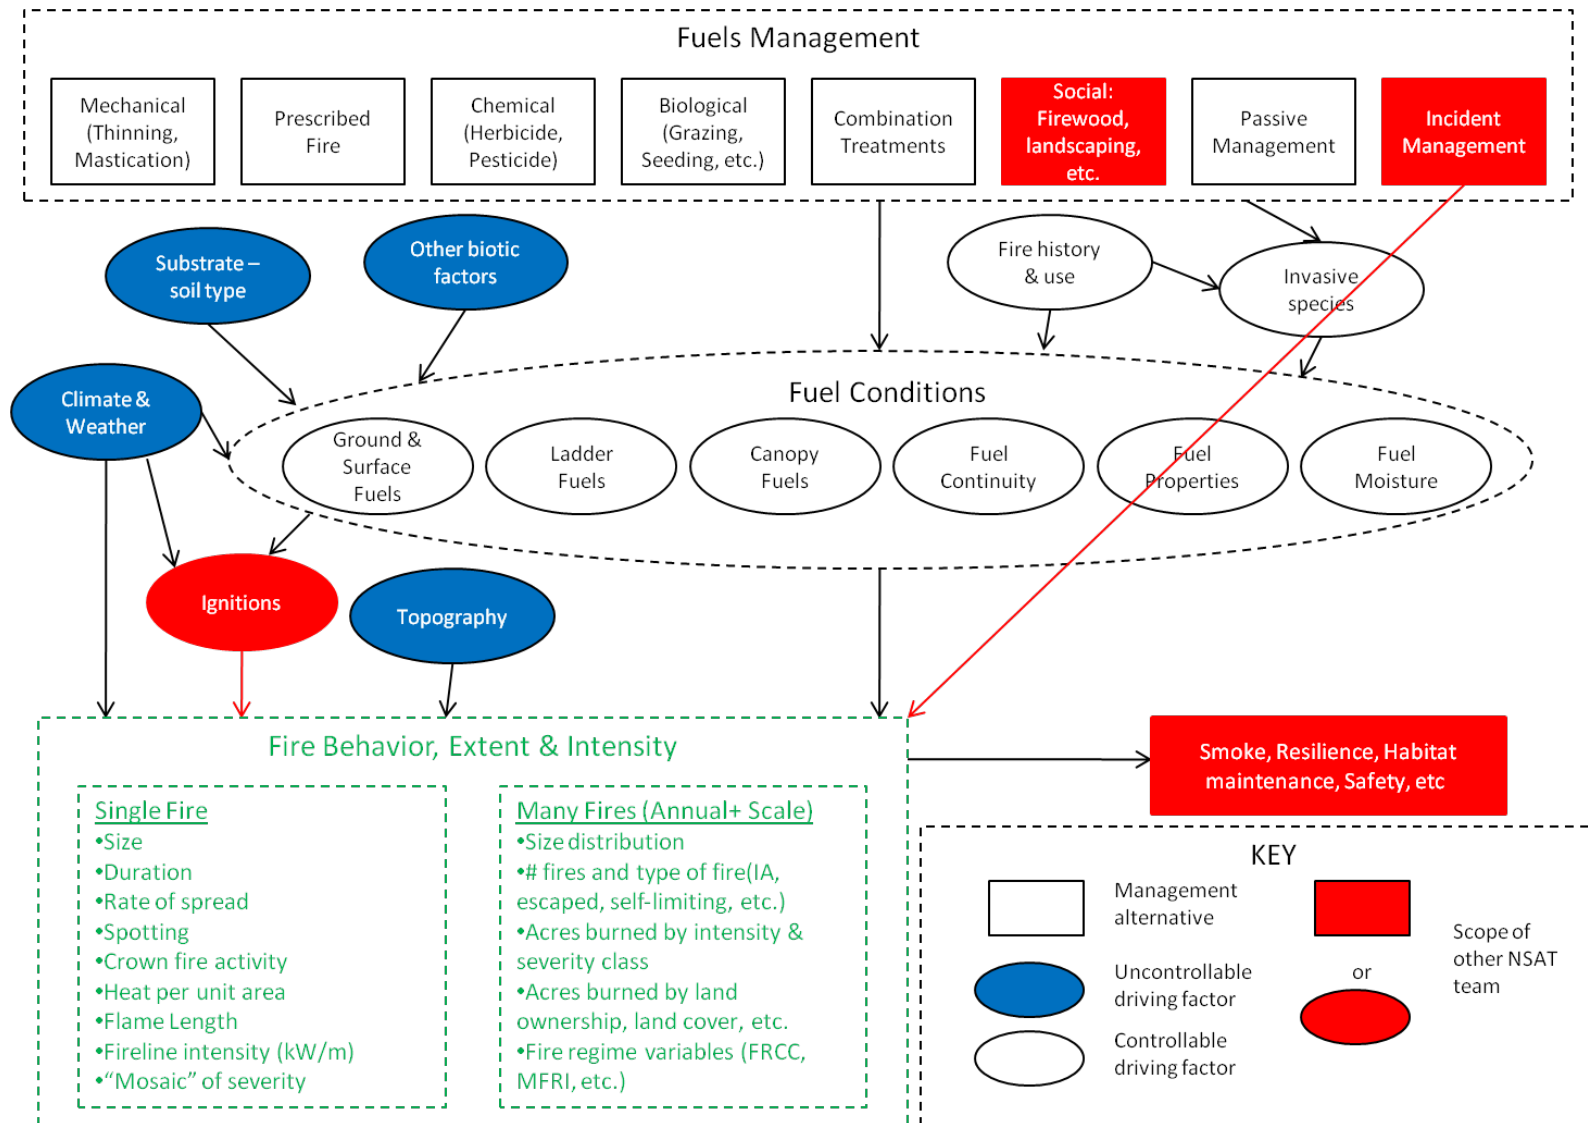 Fuels Management
Mechanical
(Thinning,
Mastication)
Prescribed
Fire
Chemical
(Herbicide,
Pesticide)
Biological
(Grazing,
Seeding, etc.)
Combination
Treatments
Social:
Firewood,
landscaping,
etc.
Passive
Management
Incident
Management
Substrate –
soil type
Other biotic
factors
Fire history
& use
Invasive
species
Climate &
Weather
Fuel Conditions
Ground &
Surface
Fuels
Ladder
Fuels
Canopy
Fuels
Fuel
Continuity
Fuel
Properties
Fuel
Moisture
Ignitions
Topography
Fire Behavior, Extent & Intensity
Single Fire
•Size
•Duration
•Rate of spread
•Spotting
•Crown fire activity
•Heat per unit area
•Flame Length
•Fireline intensity (kW/m)
•“Mosaic” of severity
Many Fires (Annual+ Scale)
•Size distribution
•# fires and type of fire(IA,
escaped, self-limiting, etc.)
•Acres burned by intensity &
severity class
•Acres burned by land
ownership, land cover, etc.
•Fire regime variables (FRCC,
MFRI, etc.)
Smoke, Resilience, Habitat
maintenance, Safety, etc
KEY
Management
alternative
Uncontrollable
driving factor
Controllable
driving factor
or
Scope of
other NSAT
team